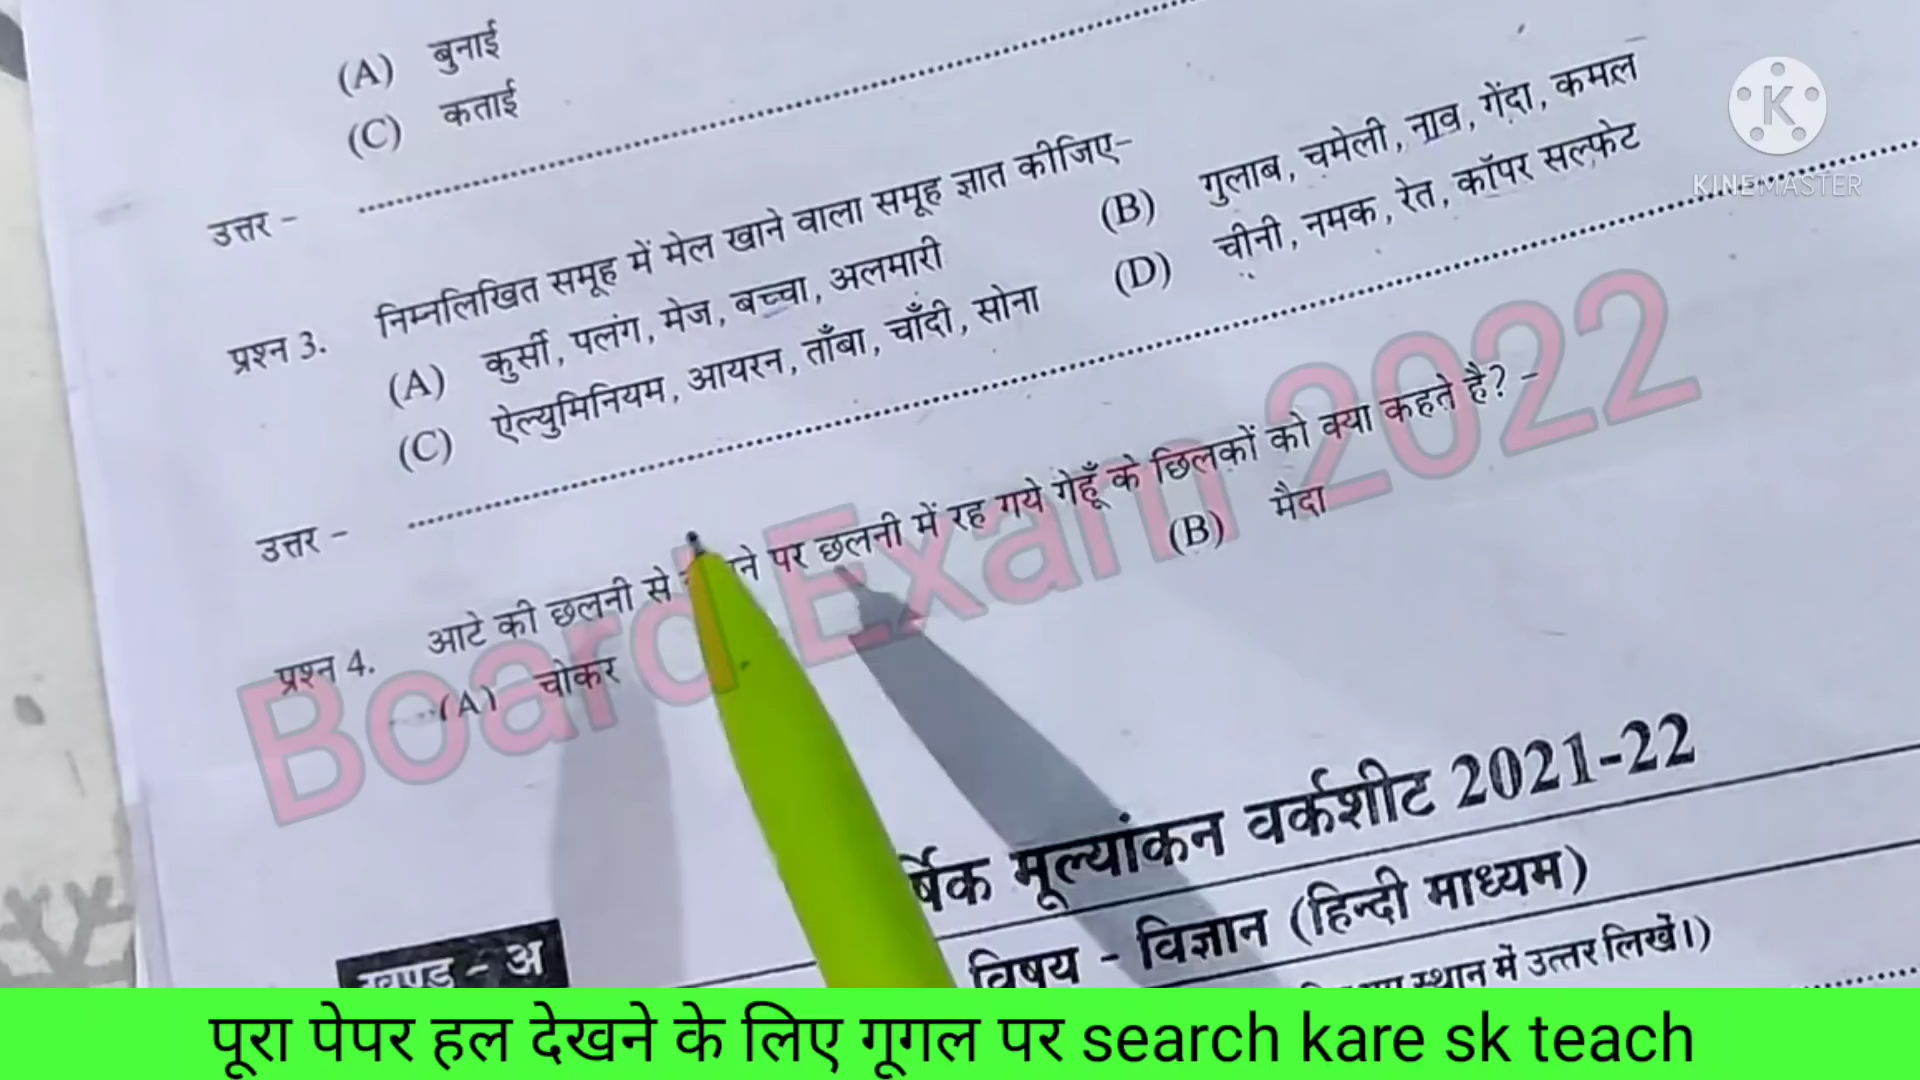 (A) बुनाई
(C) कताई
उत्तर -
प्रश्न 3. निम्नलिखित समूह में मेल खाने वाला समूह ज्ञात कीजिए-
(A) कुर्सी, पलंग, मेज, बच्चा, अलमारी (B) गुलाब, चमेली, नाव, गेंदा, कमल
(C) ऐल्युमिनियम, आयरन, ताँबा, चाँदी, सोना (D) चीनी, नमक, रेत, कॉपर सल्फेट
उत्तर -
प्रश्न 4. आटे की छलनी से पर छलनी में रह गये गेहूँ के छिलकों को क्या कहते है? -
(A) चोकर (B) मैदा
Board Exam 2022
मूल्यांकन वर्कशीट 2021-22
विषय - विज्ञान (हिन्दी माध्यम)
खण्ड - अ
स्थान में उत्तर लिखें।)
K
KINEMASTER
पूरा पेपर हल देखने के लिए गूगल पर search kare sk teach